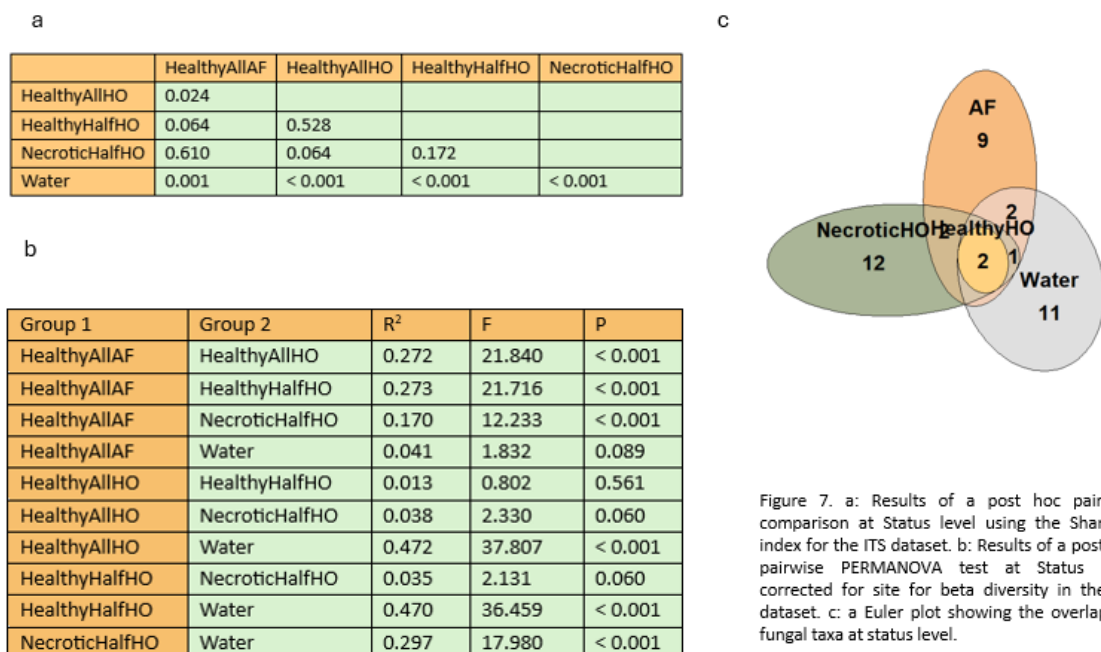 a
HealthyAllAF HealthyAllHO HealthyHalfHO NecroticHalfHO
HealthyAllHO 0.024
HealthyHalfHO 0.064 0.528
NecroticHalfHO 0.610 0.064 0.172
Water 0.001 < 0.001 < 0.001 < 0.001
b
Group 1 Group 2 R² F P
HealthyAllAF HealthyAllHO 0.272 21.840 < 0.001
HealthyAllAF HealthyHalfHO 0.273 21.716 < 0.001
HealthyAllAF NecroticHalfHO 0.170 12.233 < 0.001
HealthyAllAF Water 0.041 1.832 0.089
HealthyAllHO HealthyHalfHO 0.013 0.802 0.561
HealthyAllHO NecroticHalfHO 0.038 2.330 0.060
HealthyAllHO Water 0.472 37.807 < 0.001
HealthyHalfHO NecroticHalfHO 0.035 2.131 0.060
HealthyHalfHO Water 0.470 36.459 < 0.001
NecroticHalfHO Water 0.297 17.980 < 0.001
c
AF
9
2
NecroticHO 2 HealthyHO
12 2 1
Water
11
Figure 7. a: Results of a post hoc pair
comparison at Status level using the Shan
index for the ITS dataset. b: Results of a post
pairwise PERMANOVA test at Status
corrected for site for beta diversity in the
dataset. c: a Euler plot showing the overlap
fungal taxa at status level.